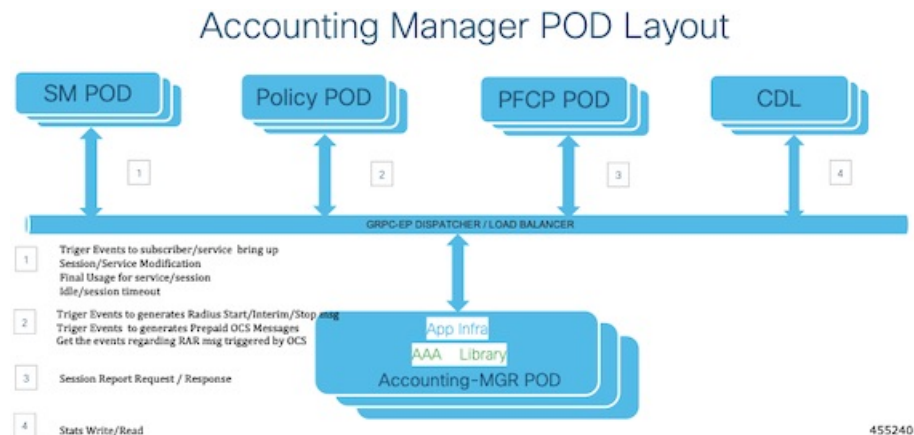 Accounting Manager POD Layout
SM POD
Policy POD
PFCP POD
CDL
1
2
3
4
GRPC-EP DISPATCHER / LOAD BALANCER
1
Triger Events to subscriber/service bring up
Session/Service Modification
Final Usage for service/session
Idle/session timeout
2
Triger Events to generates Radius Start/Interim/Stop msg
Triger Events to generates Prepaid OCS Messages
Get the events regarding RAR msg triggered by OCS
App Infra
AAA Library
Accounting-MGR POD
3
Session Report Request / Response
4
Stats Write/Read
455240